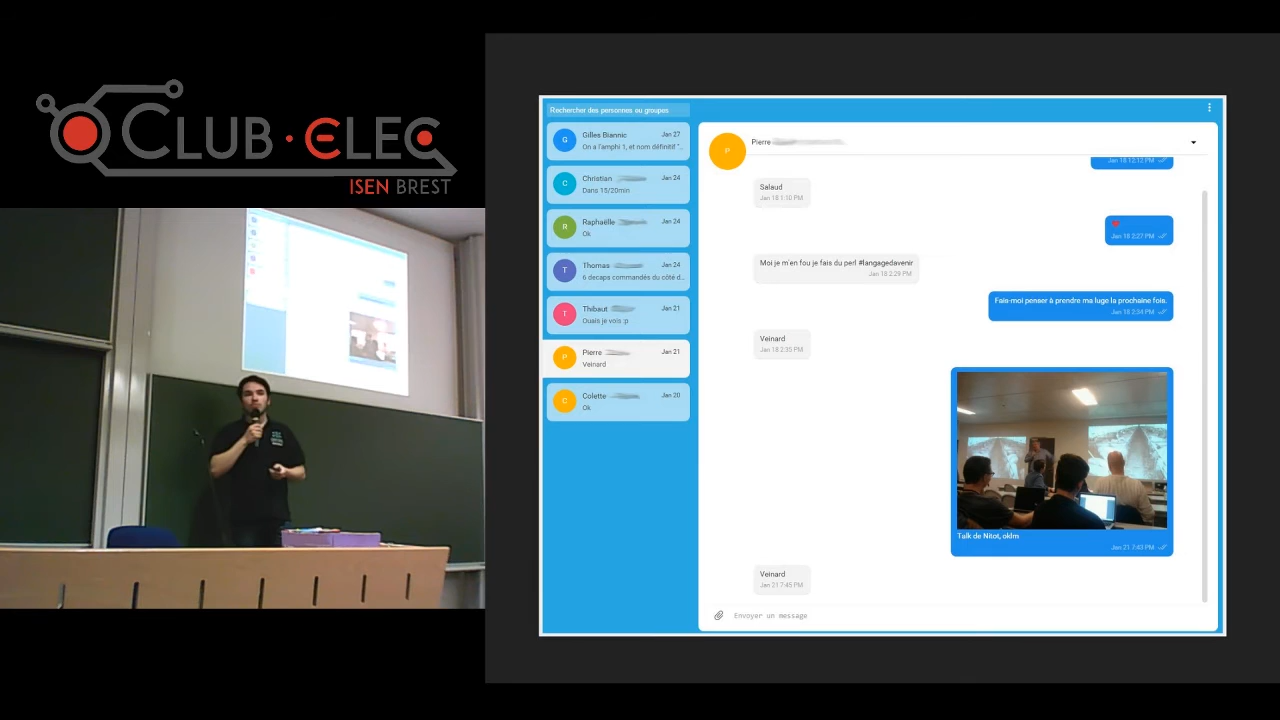 CLUB · ELEC
ISEN BREST
Rechercher des personnes ou groupes
G
Gilles Biannic
Jan 27
On a l'amphi 1, et nom définitif "...
C
Christian
Jan 24
Dans 15/20min
R
Raphaëlle
Jan 24
Ok
T
Thomas
Jan 24
6 decaps commandés du côté d...
T
Thibaut
Jan 21
Ouais je vois :p
P
Pierre
Jan 21
Veinard
C
Colette
Jan 20
Ok
P
Pierre
Jan 18 12:12 PM
Salaud
Jan 18 1:10 PM
Jan 18 2:27 PM
Moi je m'en fou je fais du perl #langagedavenir
Jan 18 2:29 PM
Fais-moi penser à prendre ma luge la prochaine fois.
Jan 18 2:34 PM
Veinard
Jan 18 2:35 PM
Talk de Nitot, oklm
Jan 21 7:43 PM
Veinard
Jan 21 7:45 PM
Envoyer un message